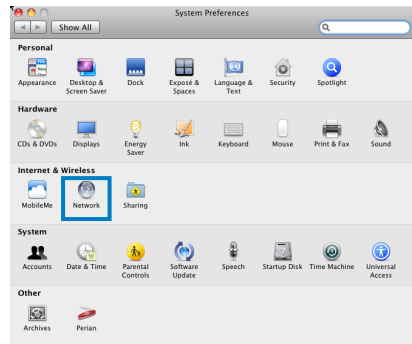 System Preferences
Show All
Personal
Appearance
Desktop &
Screen Saver
Dock
Exposé &
Spaces
Language &
Text
Security
Spotlight
Hardware
CDs & DVDs
Displays
Energy
Saver
Ink
Keyboard
Mouse
Print & Fax
Sound
Internet & Wireless
MobileMe
Network
Sharing
System
Accounts
Date & Time
Parental
Controls
Software
Update
Speech
Startup Disk
Time Machine
Universal
Access
Other
Archives
Perian